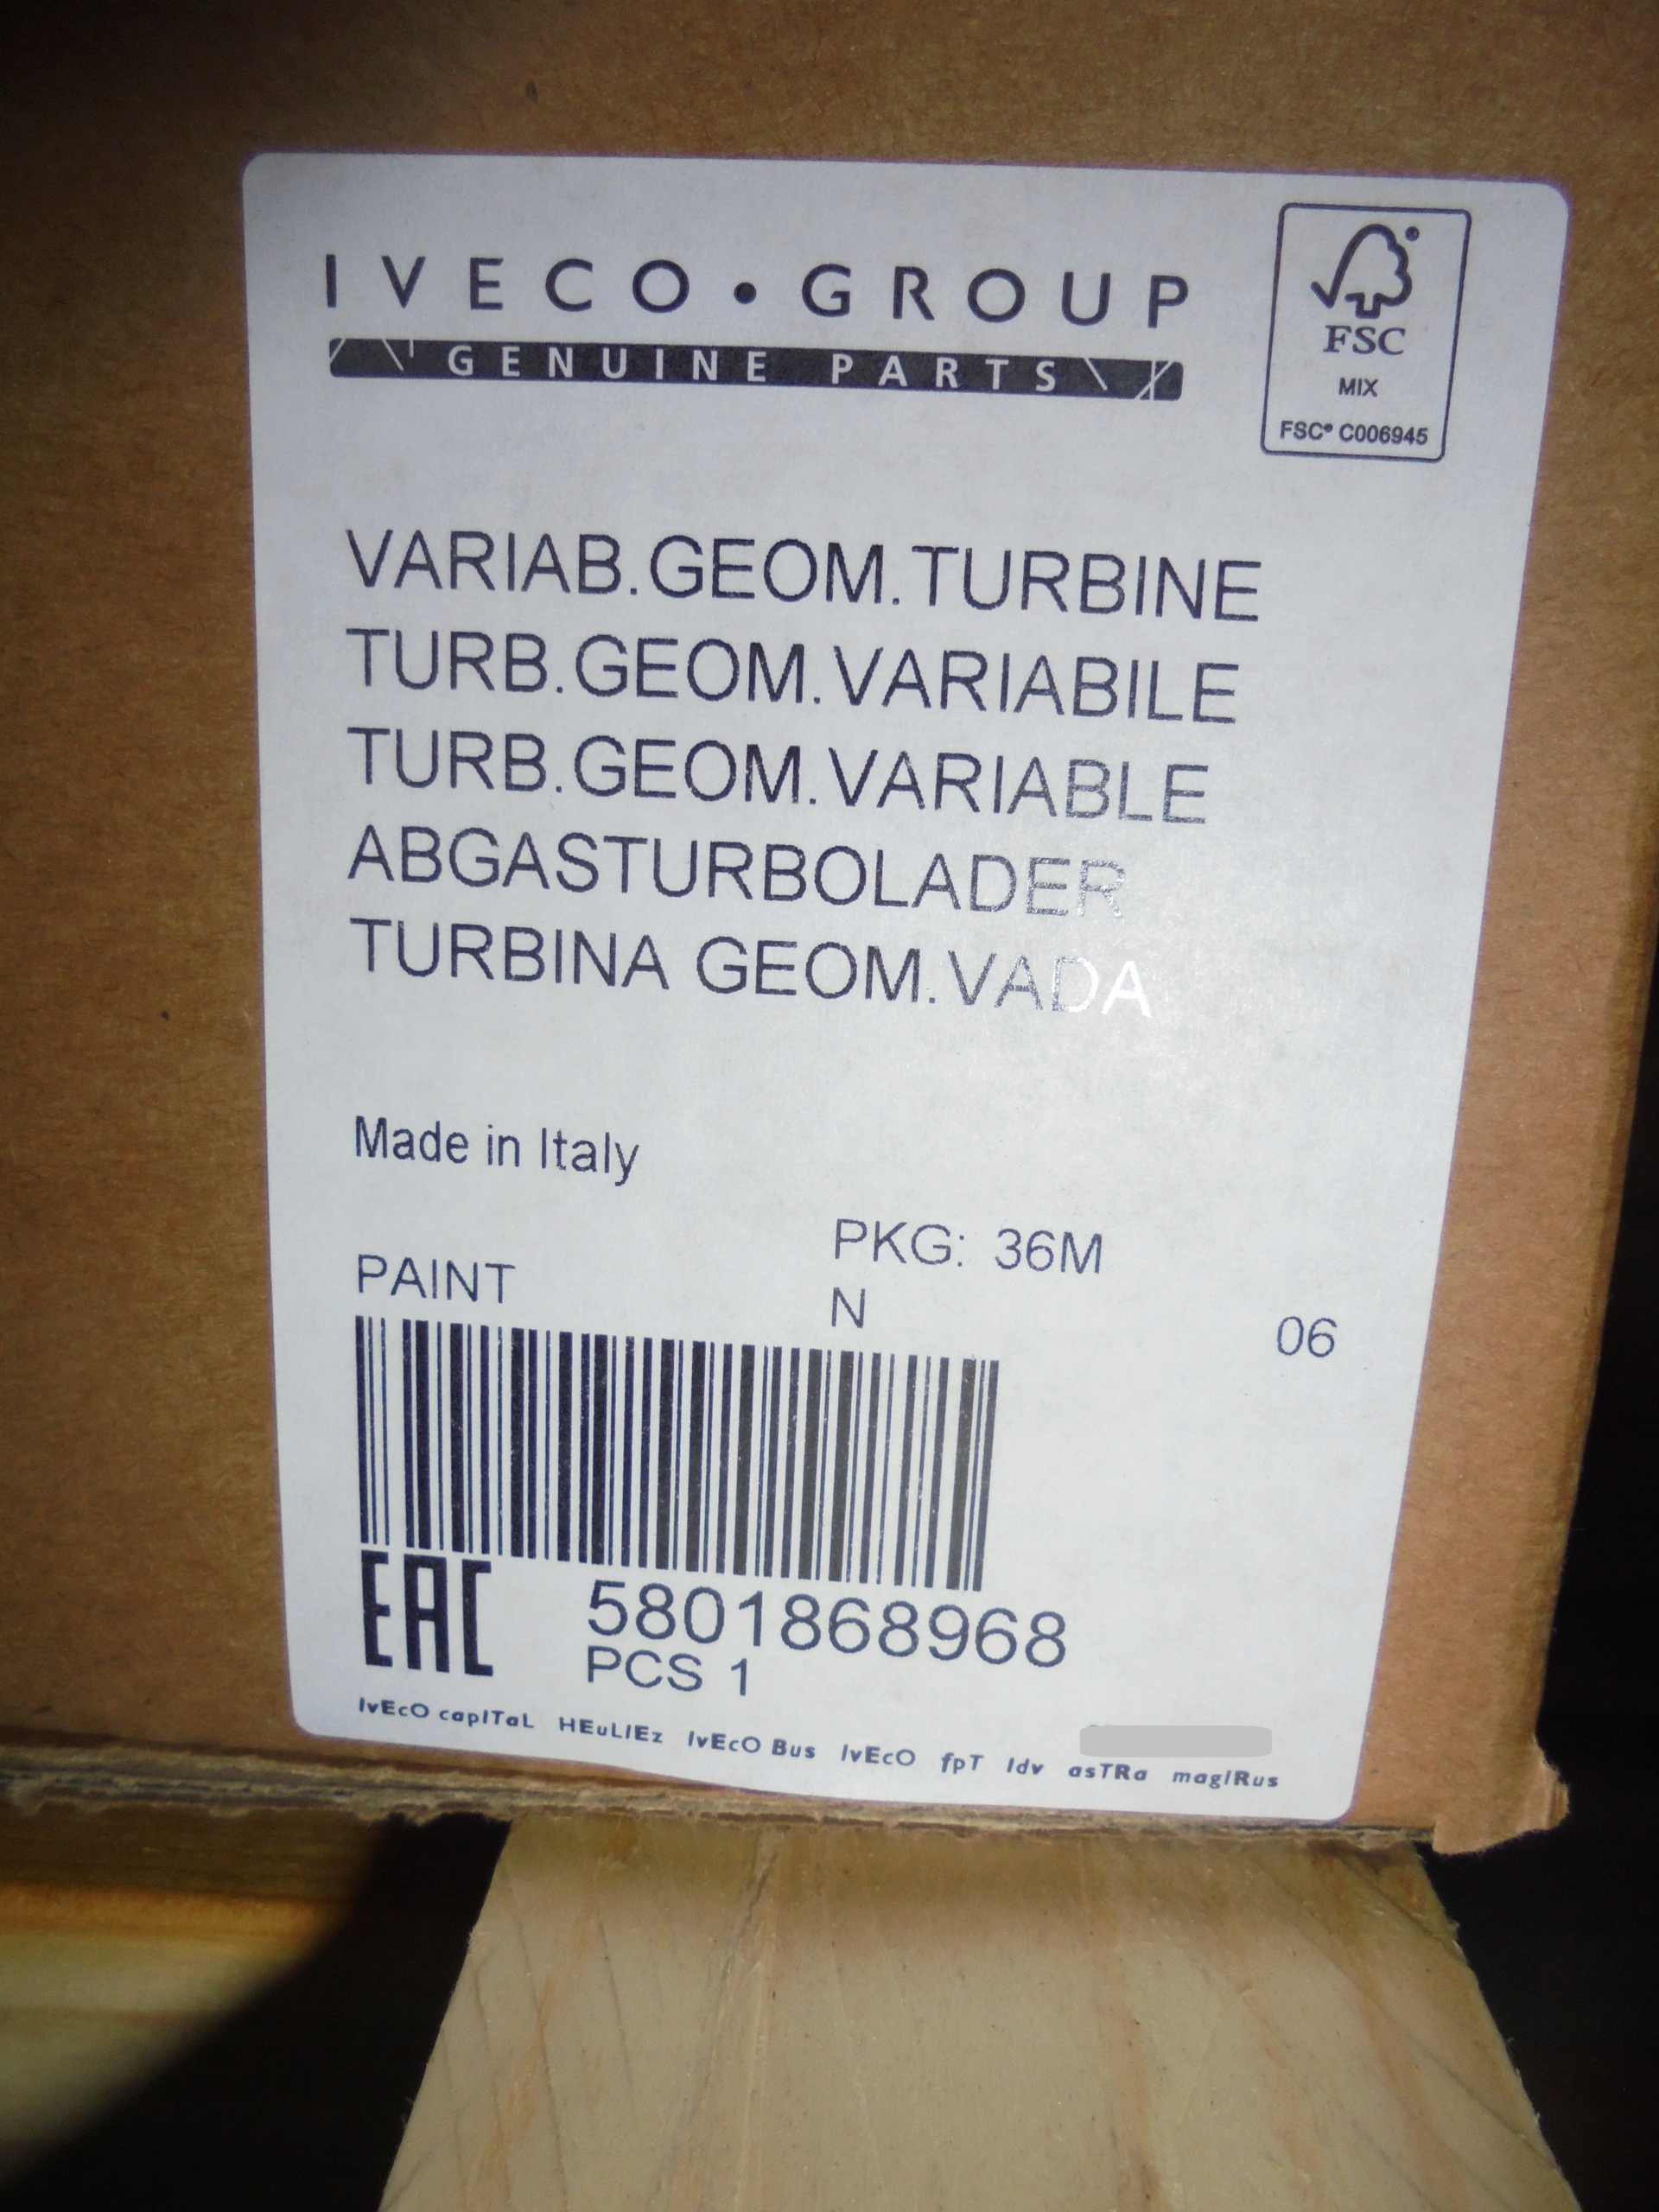 IVECO • GROUP
GENUINE PARTS
FSC
MIX
FSC® C006945
VARIAB.GEOM.TURBINE
TURB.GEOM.VARIABILE
TURB.GEOM.VARIABLE
ABGASTURBOLADER
TURBINA GEOM.VADA
Made in Italy
PKG: 36M
PAINT N 06
EAC 5801868968
PCS 1
IvEcO capITaL HEuLIEz IvEcO Bus IvEcO fpT Idv asTRa magIRus